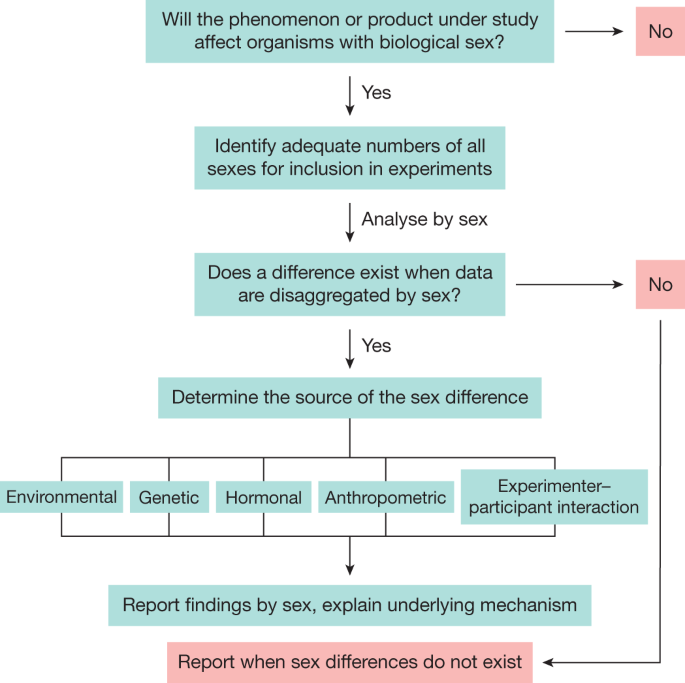 Will the phenomenon or product under study
affect organisms with biological sex?
No
Yes
Identify adequate numbers of all
sexes for inclusion in experiments
Analyse by sex
Does a difference exist when data
are disaggregated by sex?
No
Yes
Determine the source of the sex difference
Environmental
Genetic
Hormonal
Anthropometric
Experimenter–
participant interaction
Report findings by sex, explain underlying mechanism
Report when sex differences do not exist